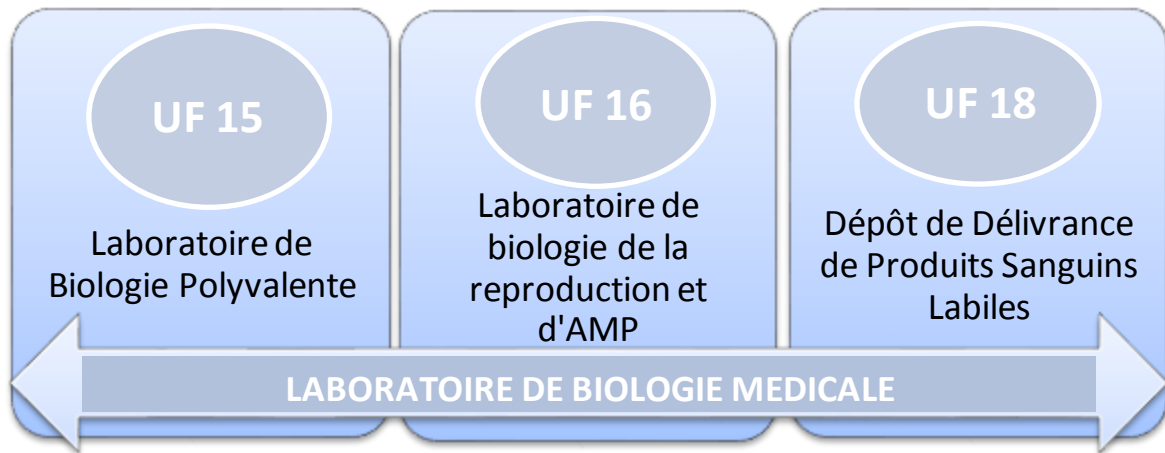 UF 15
Laboratoire de
Biologie Polyvalente
UF 16
Laboratoire de
biologie de la
reproduction et
d'AMP
UF 18
Dépôt de Délivrance
de Produits Sanguins
Labiles
LABORATOIRE DE BIOLOGIE MEDICALE